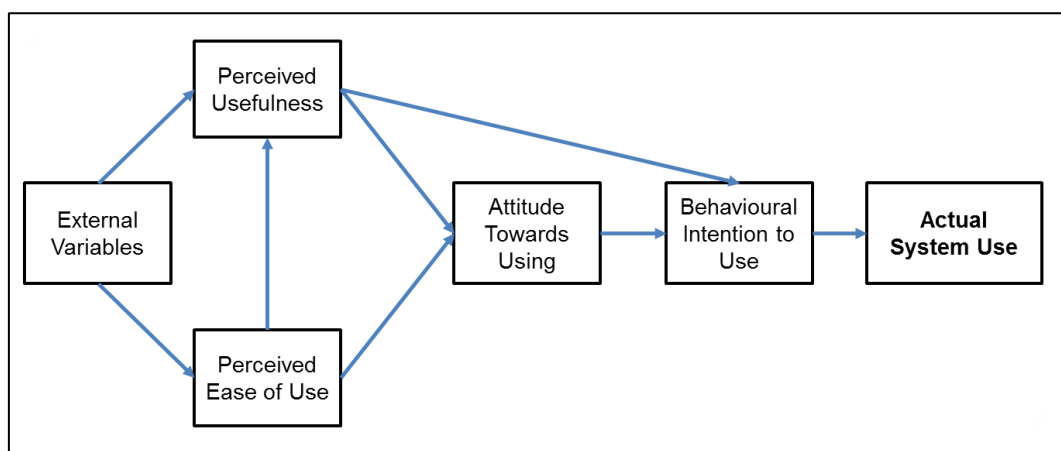 Perceived
Usefulness
External
Variables
Attitude
Towards
Using
Behavioural
Intention to
Use
Actual
System Use
Perceived
Ease of Use